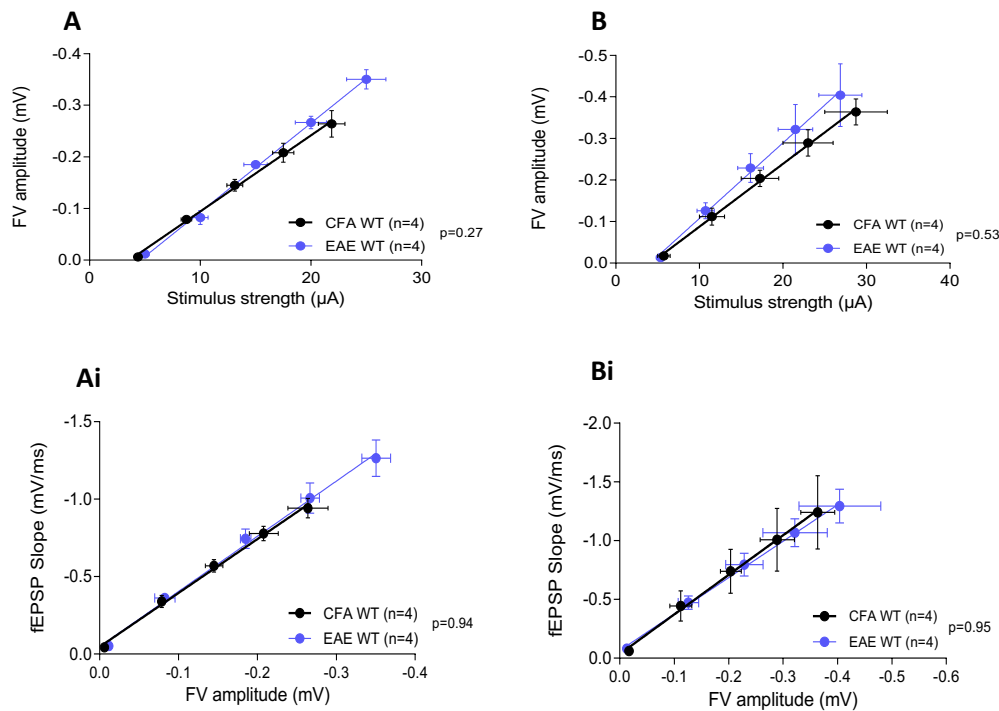 A
-0.4
-0.3
-0.2
-0.1
0.0
FV amplitude (mV)
CFA WT (n=4)
EAE WT (n=4)
p=0.27
0
10
20
30
Stimulus strength (µA)
B
-0.5
-0.4
-0.3
-0.2
-0.1
0.0
FV amplitude (mV)
CFA WT (n=4)
EAE WT (n=4)
p=0.53
0
10
20
30
40
Stimulus strength (µA)
Ai
-1.5
-1.0
-0.5
0.0
fEPSP Slope (mV/ms)
CFA WT (n=4)
EAE WT (n=4)
p=0.94
0.0
-0.1
-0.2
-0.3
-0.4
FV amplitude (mV)
Bi
-2.0
-1.5
-1.0
-0.5
0.0
fEPSP Slope (mV/ms)
CFA WT (n=4)
EAE WT (n=4)
p=0.95
0.0
-0.1
-0.2
-0.3
-0.4
-0.5
-0.6
FV amplitude (mV)